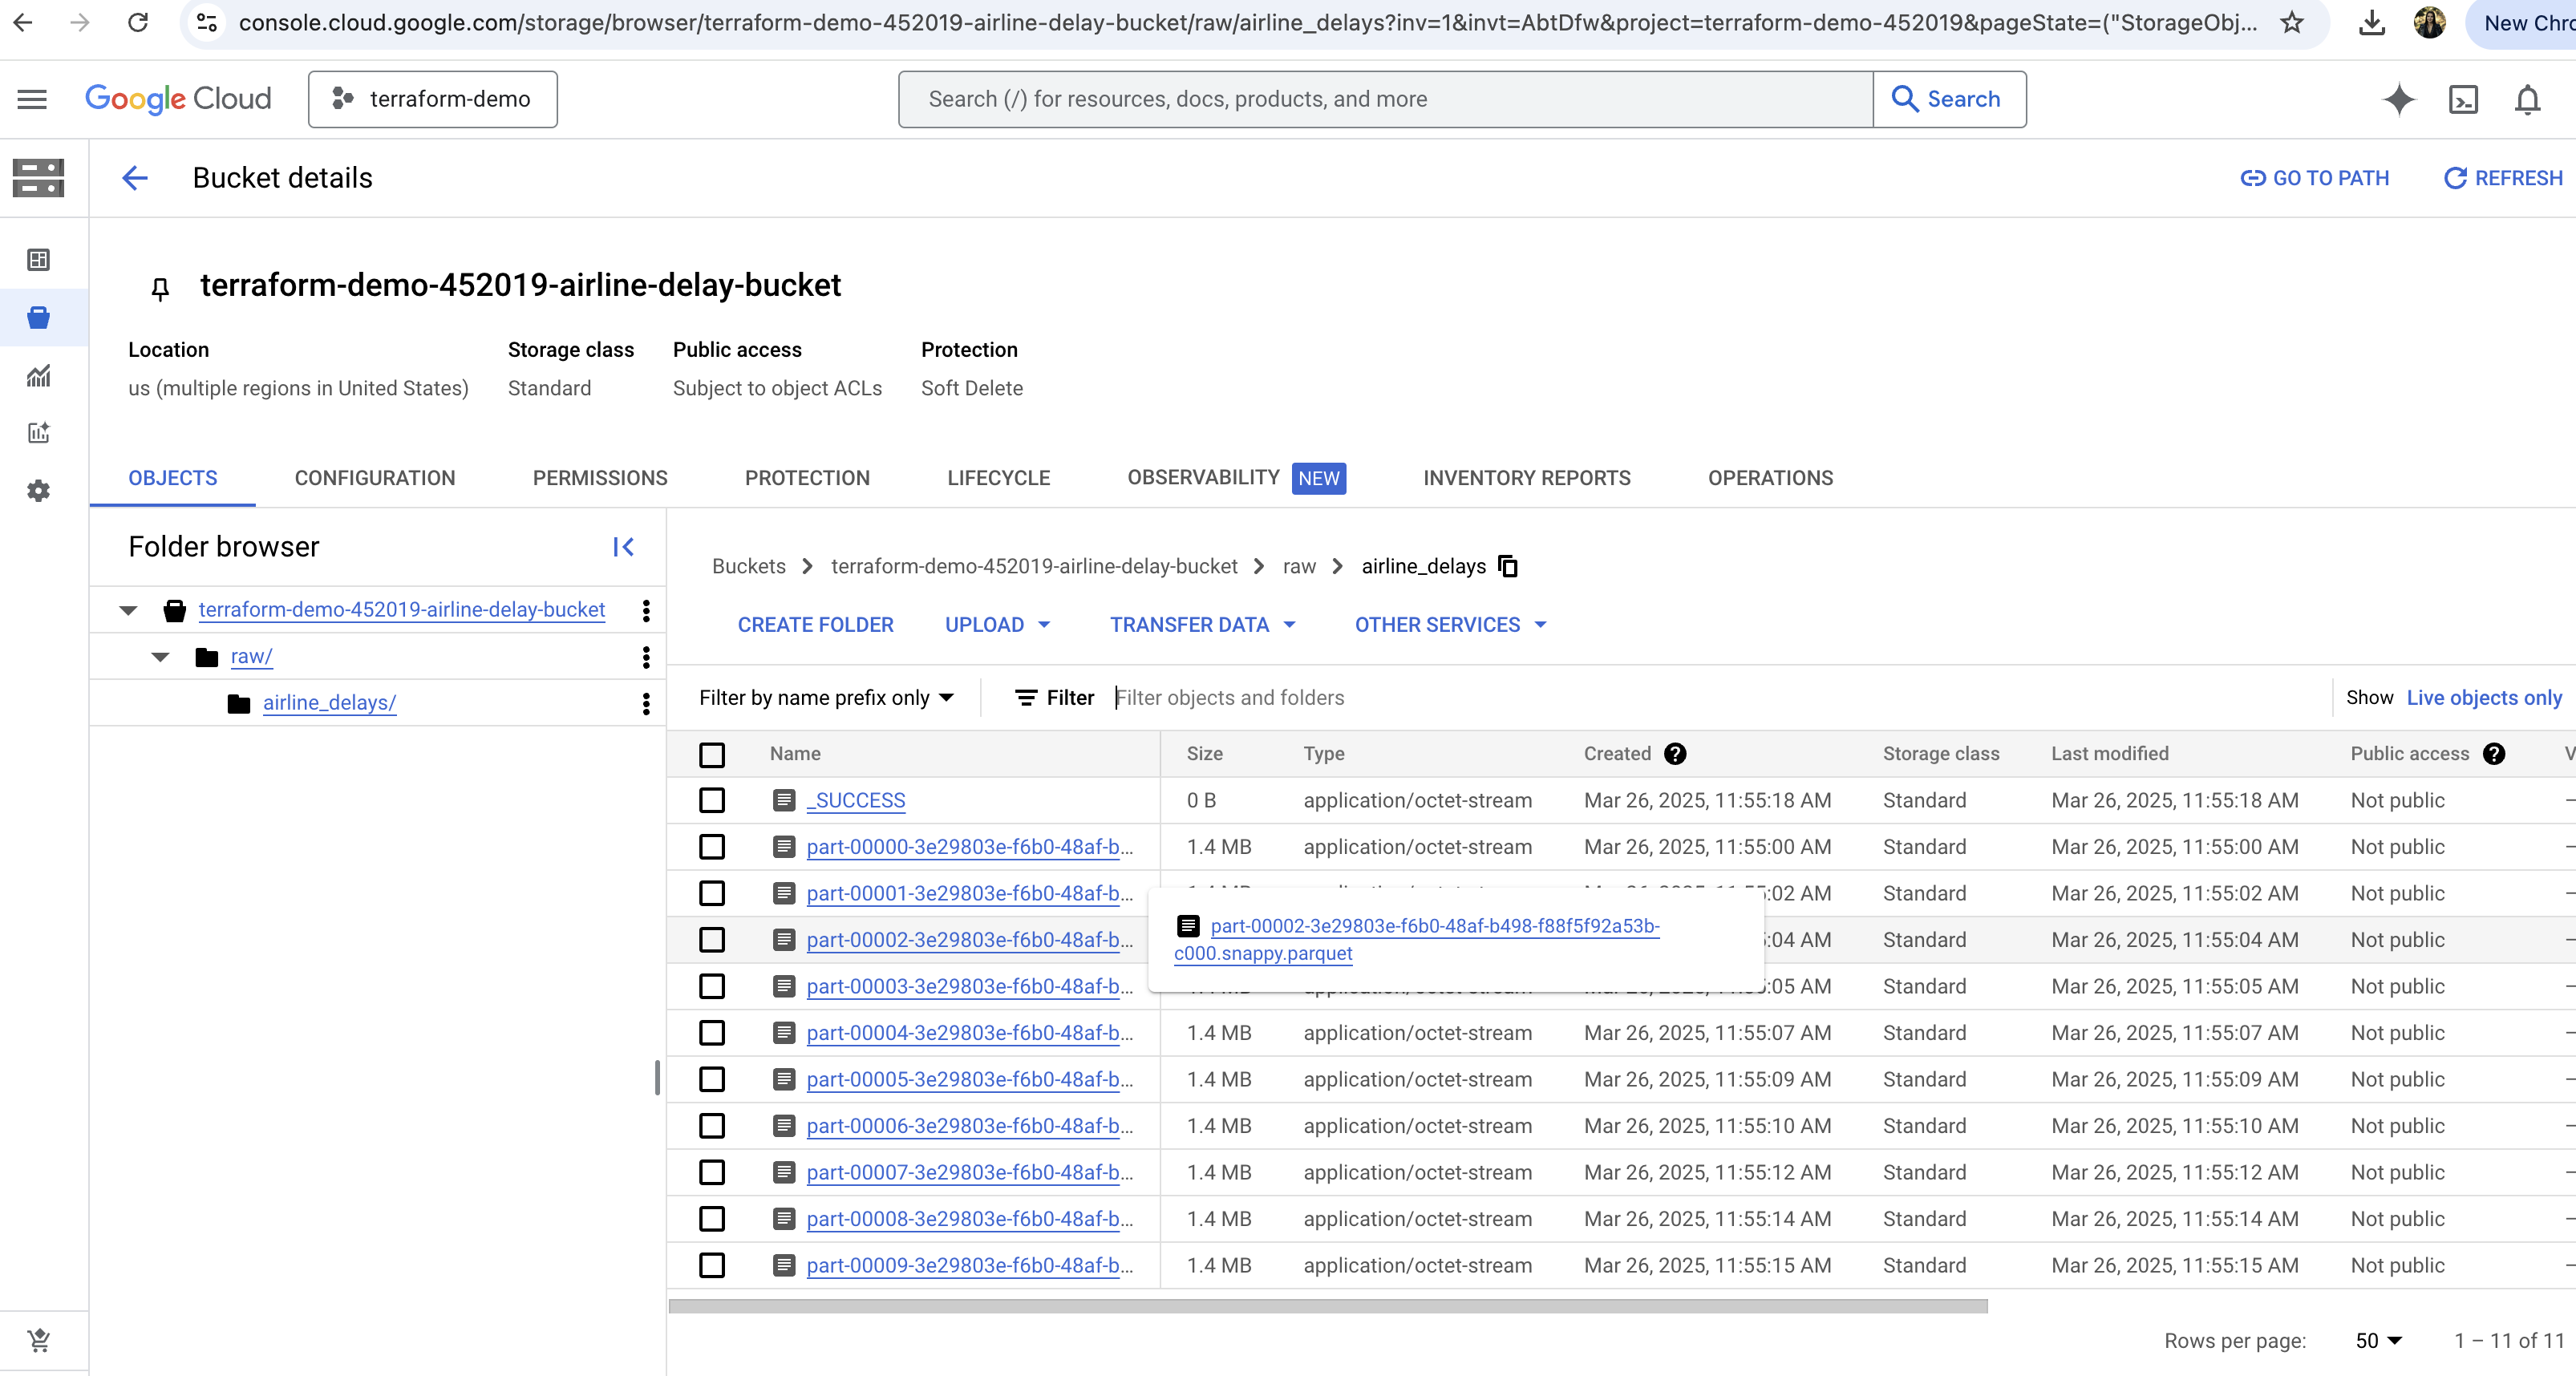 console.cloud.google.com/storage/browser/terraform-demo-452019-airline-delay-bucket/raw/airline_delays?inv=1&invt=AbtDfw&project=terraform-demo-452019&pageState=("StorageObj...
New Chro
Google Cloud
terraform-demo
Search (/) for resources, docs, products, and more
Search
Bucket details
GO TO PATH
REFRESH
terraform-demo-452019-airline-delay-bucket
Location Storage class Public access Protection
us (multiple regions in United States) Standard Subject to object ACLs Soft Delete
OBJECTS CONFIGURATION PERMISSIONS PROTECTION LIFECYCLE OBSERVABILITY NEW INVENTORY REPORTS OPERATIONS
Folder browser
terraform-demo-452019-airline-delay-bucket
raw/
airline_delays/
Buckets > terraform-demo-452019-airline-delay-bucket > raw > airline_delays
CREATE FOLDER UPLOAD TRANSFER DATA OTHER SERVICES
Filter by name prefix only Filter Filter objects and folders Show Live objects only
Name Size Type Created Storage class Last modified Public access V
_SUCCESS 0 B application/octet-stream Mar 26, 2025, 11:55:18 AM Standard Mar 26, 2025, 11:55:18 AM Not public –
part-00000-3e29803e-f6b0-48af-b... 1.4 MB application/octet-stream Mar 26, 2025, 11:55:00 AM Standard Mar 26, 2025, 11:55:00 AM Not public –
part-00001-3e29803e-f6b0-48af-b... :02 AM Standard Mar 26, 2025, 11:55:02 AM Not public –
part-00002-3e29803e-f6b0-48af-b... :04 AM Standard Mar 26, 2025, 11:55:04 AM Not public –
part-00002-3e29803e-f6b0-48af-b498-f88f5f92a53b-
c000.snappy.parquet
part-00003-3e29803e-f6b0-48af-b... :05 AM Standard Mar 26, 2025, 11:55:05 AM Not public –
part-00004-3e29803e-f6b0-48af-b... 1.4 MB application/octet-stream Mar 26, 2025, 11:55:07 AM Standard Mar 26, 2025, 11:55:07 AM Not public –
part-00005-3e29803e-f6b0-48af-b... 1.4 MB application/octet-stream Mar 26, 2025, 11:55:09 AM Standard Mar 26, 2025, 11:55:09 AM Not public –
part-00006-3e29803e-f6b0-48af-b... 1.4 MB application/octet-stream Mar 26, 2025, 11:55:10 AM Standard Mar 26, 2025, 11:55:10 AM Not public –
part-00007-3e29803e-f6b0-48af-b... 1.4 MB application/octet-stream Mar 26, 2025, 11:55:12 AM Standard Mar 26, 2025, 11:55:12 AM Not public –
part-00008-3e29803e-f6b0-48af-b... 1.4 MB application/octet-stream Mar 26, 2025, 11:55:14 AM Standard Mar 26, 2025, 11:55:14 AM Not public –
part-00009-3e29803e-f6b0-48af-b... 1.4 MB application/octet-stream Mar 26, 2025, 11:55:15 AM Standard Mar 26, 2025, 11:55:15 AM Not public –
Rows per page: 50 1 – 11 of 11